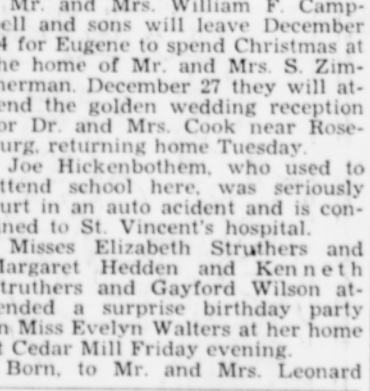 Mr. and Mrs. William F. Camp-
ell and sons will leave December
4 for Eugene to spend Christmas at
he home of Mr. and Mrs. S. Zim-
nerman. December 27 they will at-
end the golden wedding reception
or Dr. and Mrs. Cook near Rose-
urg, returning home Tuesday.
Joe Hickenbothem, who used to
ttend school here, was seriously
urt in an auto acident and is con-
ined to St. Vincent's hospital.
Misses Elizabeth Struthers and
Margaret Hedden and Kenneth
truthers and Gayford Wilson at-
ended a surprise birthday party
n Miss Evelyn Walters at her home
t Cedar Mill Friday evening.
Born, to Mr. and Mrs. Leonard